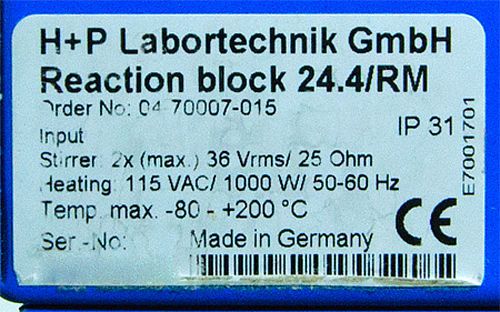 H+P Labortechnik GmbH
Reaction block 24.4/RM
Order No: 04-70007-015
Input
IP 31
Stirrer: 2x (max.) 36 Vrms/ 25 Ohm
Heating: 115 VAC/ 1000 W/ 50-60 Hz
Temp. max. -80 - +200 °C
Ser.-No:
Made in Germany
CE
E7001701